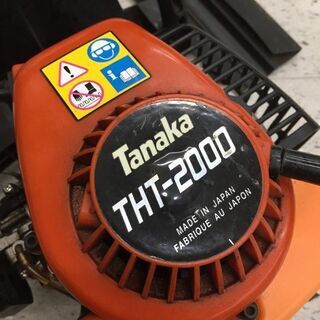 Tanaka
THT-2000
MADE IN JAPAN
FABRIQUE AU JAPON